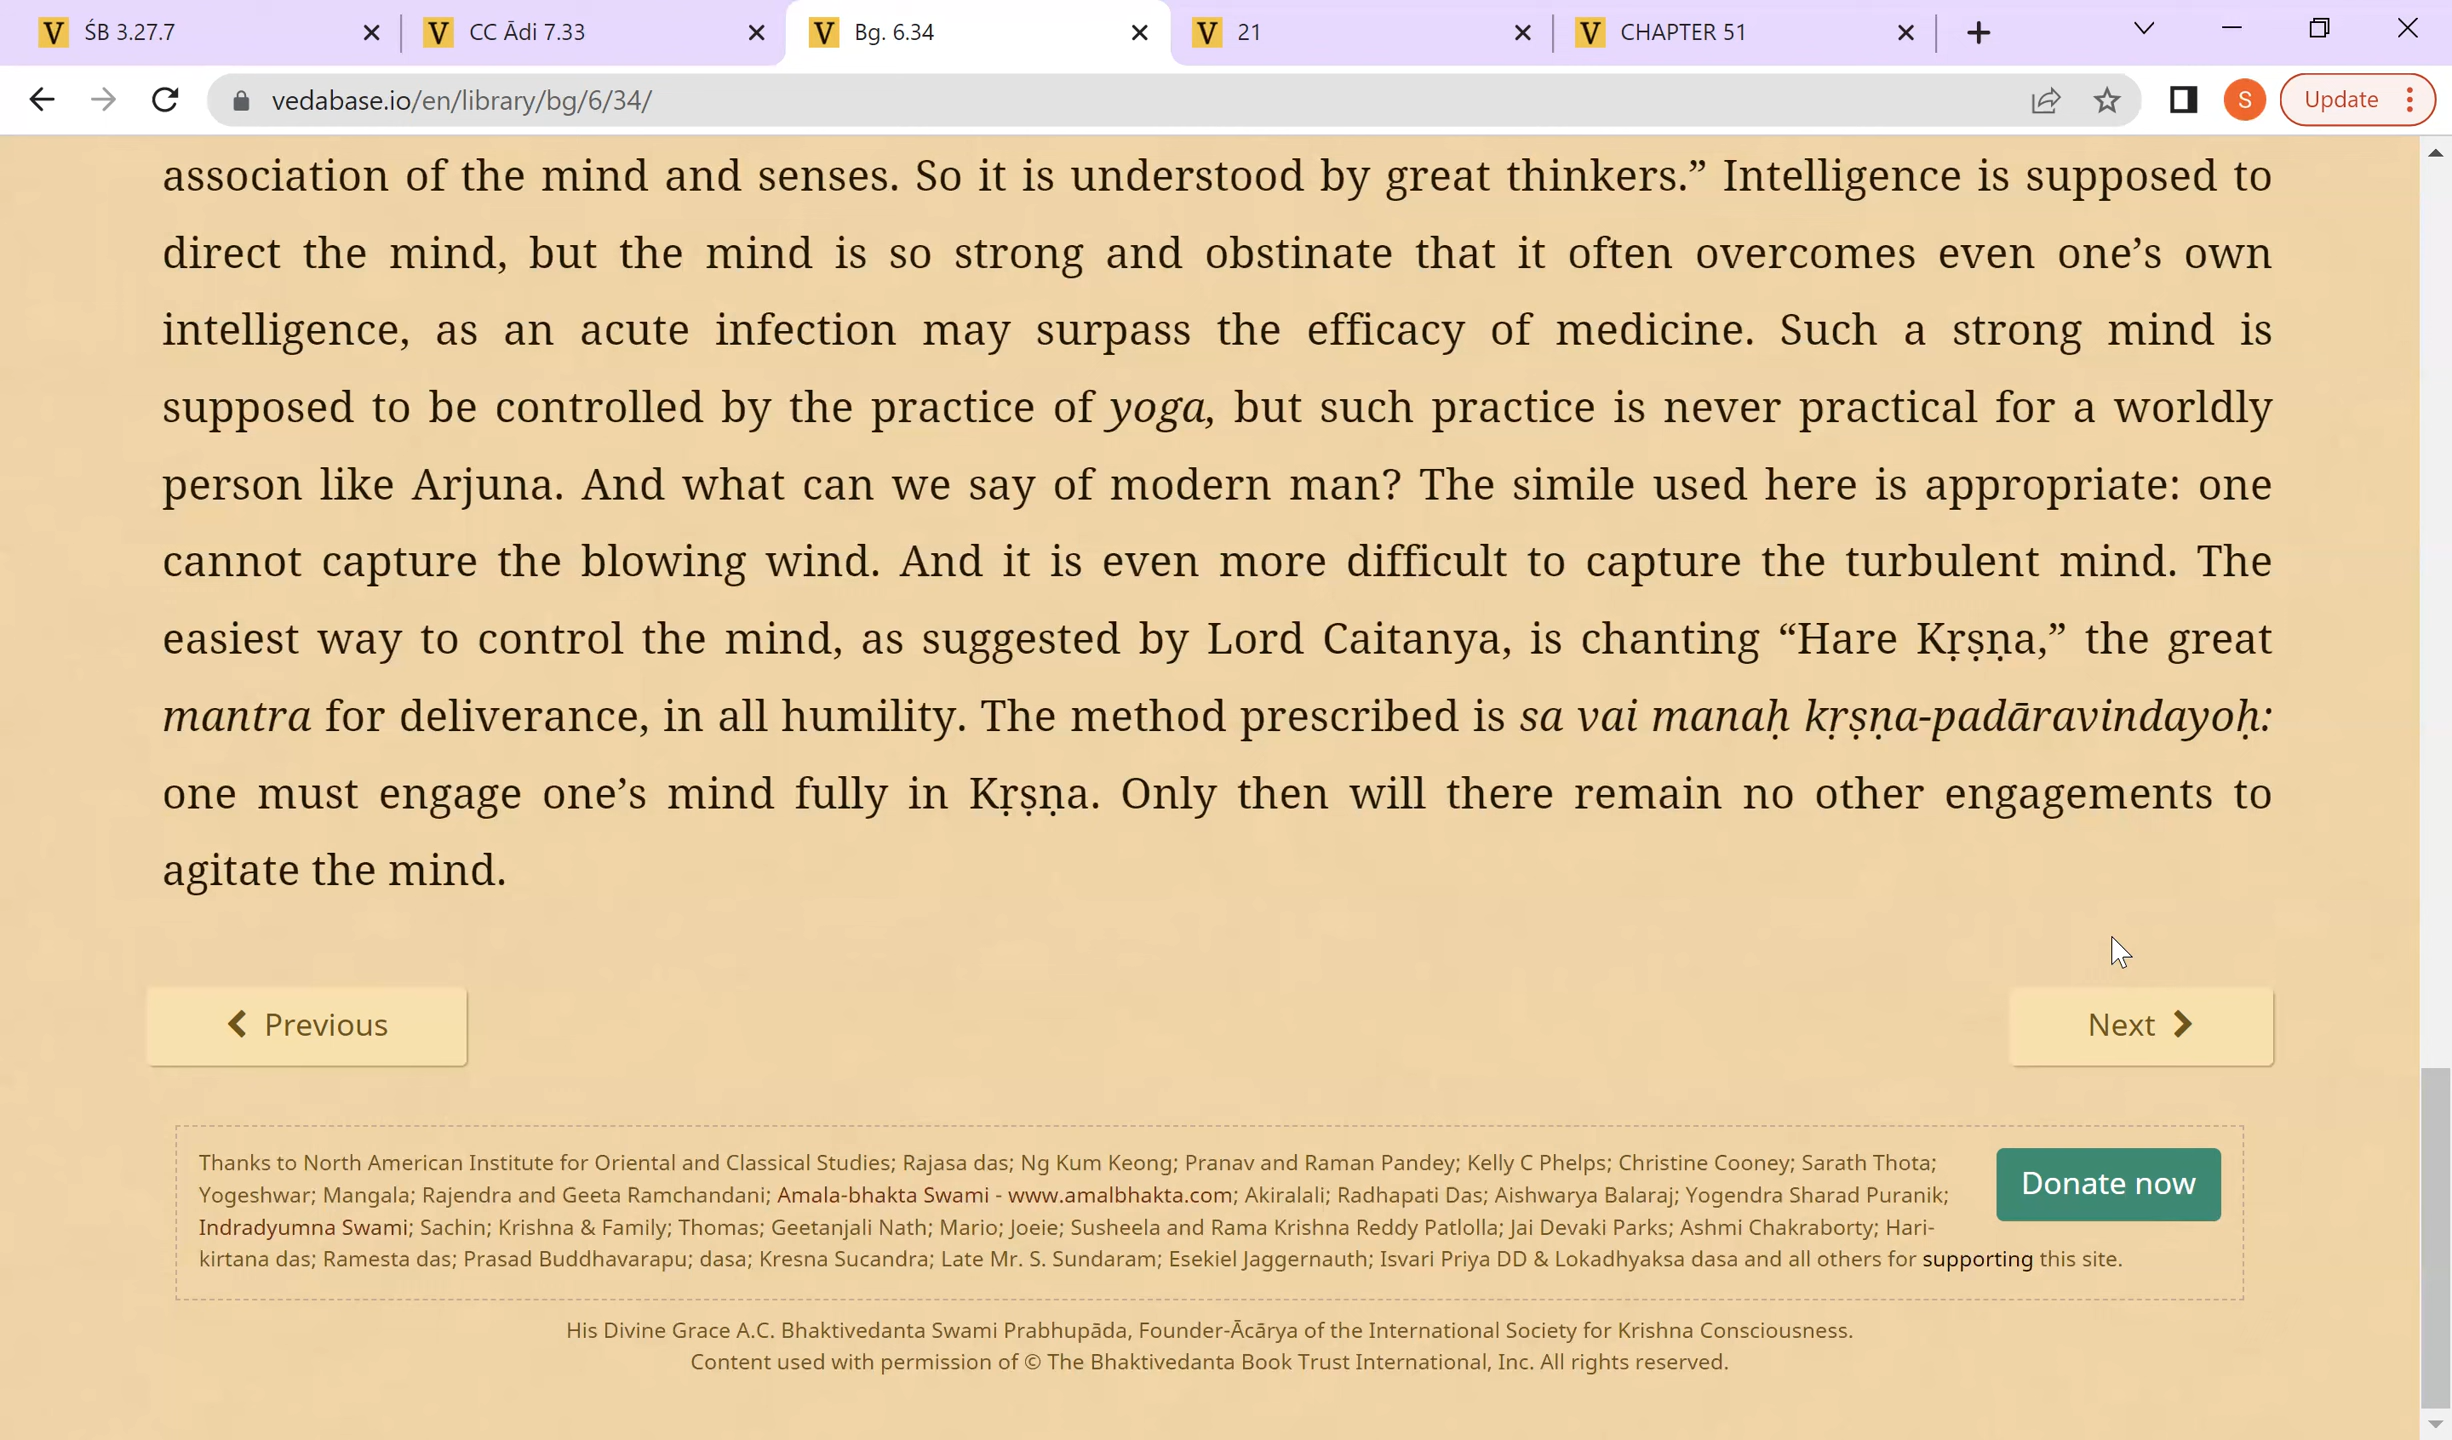 ŚB 3.27.7
CC Ādi 7.33
Bg. 6.34
21
CHAPTER 51
vedabase.io/en/library/bg/6/34/
S
Update
association of the mind and senses. So it is understood by great thinkers.” Intelligence is supposed to
direct the mind, but the mind is so strong and obstinate that it often overcomes even one’s own
intelligence, as an acute infection may surpass the efficacy of medicine. Such a strong mind is
supposed to be controlled by the practice of yoga, but such practice is never practical for a worldly
person like Arjuna. And what can we say of modern man? The simile used here is appropriate: one
cannot capture the blowing wind. And it is even more difficult to capture the turbulent mind. The
easiest way to control the mind, as suggested by Lord Caitanya, is chanting “Hare Kṛṣṇa,” the great
mantra for deliverance, in all humility. The method prescribed is sa vai manaḥ kṛṣṇa-padāravindayoḥ:
one must engage one’s mind fully in Kṛṣṇa. Only then will there remain no other engagements to
agitate the mind.
Previous
Next
Thanks to North American Institute for Oriental and Classical Studies; Rajasa das; Ng Kum Keong; Pranav and Raman Pandey; Kelly C Phelps; Christine Cooney; Sarath Thota;
Yogeshwar; Mangala; Rajendra and Geeta Ramchandani; Amala-bhakta Swami - www.amalbhakta.com; Akiralali; Radhapati Das; Aishwarya Balaraj; Yogendra Sharad Puranik;
Indradyumna Swami; Sachin; Krishna & Family; Thomas; Geetanjali Nath; Mario; Joeie; Susheela and Rama Krishna Reddy Patlolla; Jai Devaki Parks; Ashmi Chakraborty; Hari-
kirtana das; Ramesta das; Prasad Buddhavarapu; dasa; Kresna Sucandra; Late Mr. S. Sundaram; Esekiel Jaggernauth; Isvari Priya DD & Lokadhyaksa dasa and all others for supporting this site.
Donate now
His Divine Grace A.C. Bhaktivedanta Swami Prabhupāda, Founder-Ācārya of the International Society for Krishna Consciousness.
Content used with permission of © The Bhaktivedanta Book Trust International, Inc. All rights reserved.